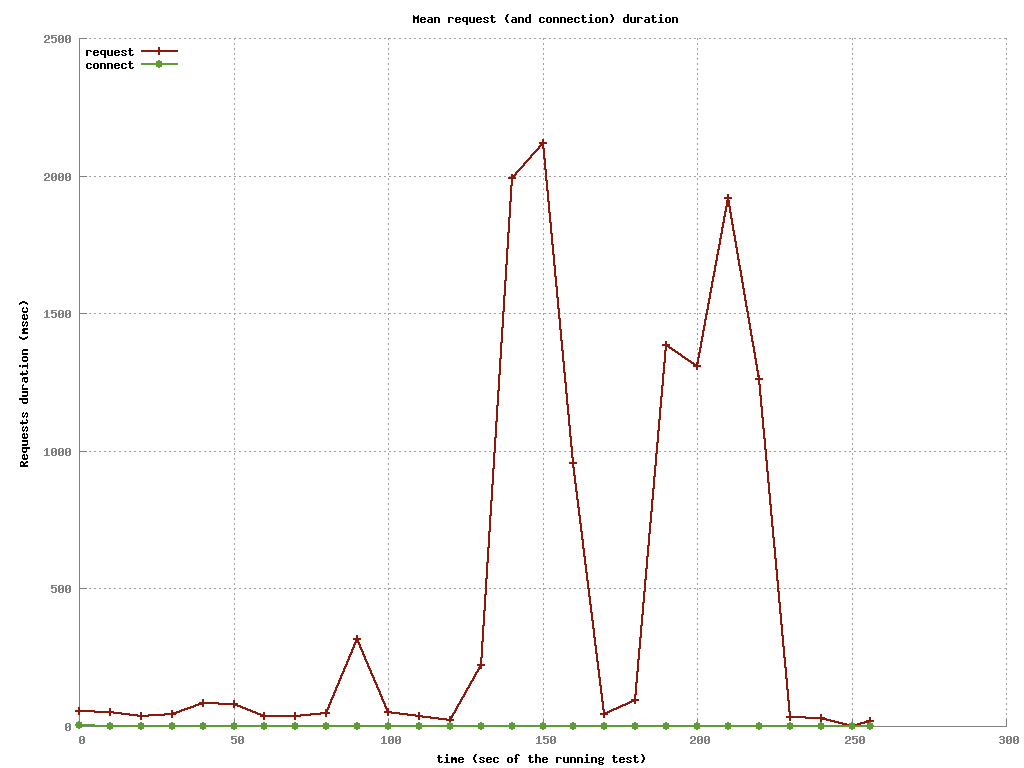 Mean request (and connection) duration
2500
request
connect
2000
1500
Requests duration (msec)
1000
500
0
0 50 100 150 200 250 300
time (sec of the running test)